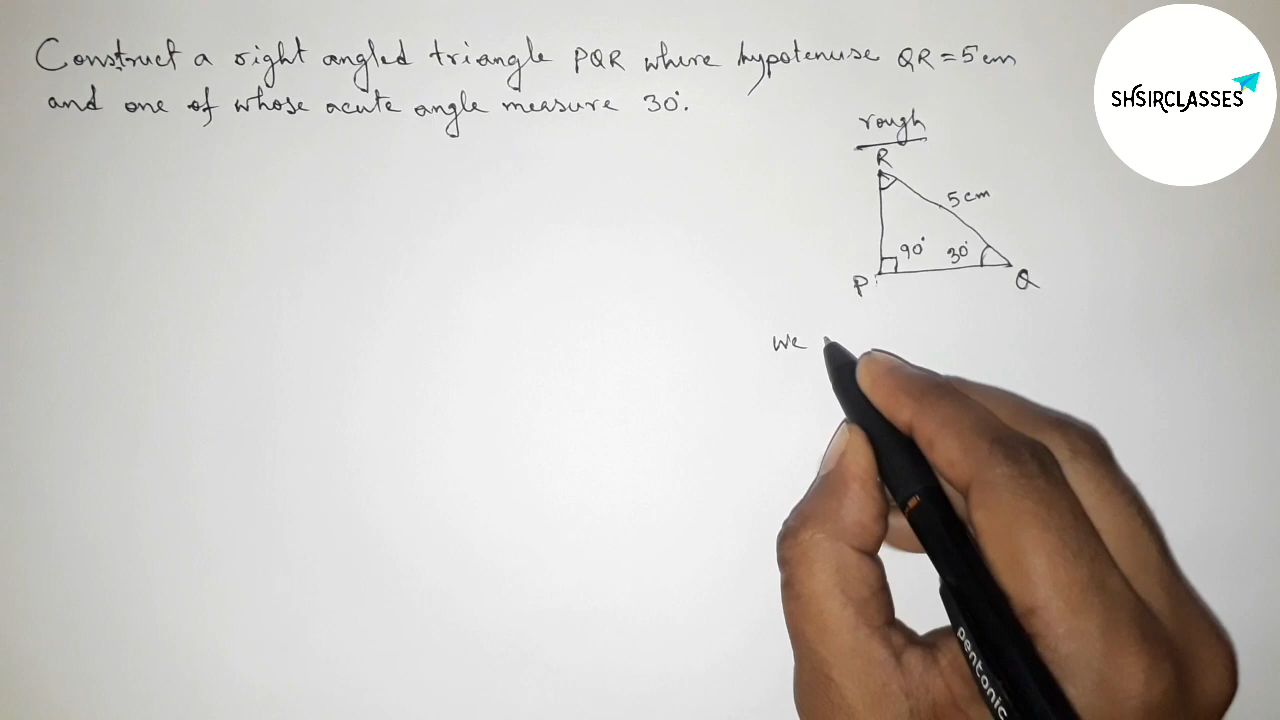 Construct a right angled triangle PQR where hypotenuse QR = 5 cm
and one of whose acute angle measure 30°.
SHSIRCLASSES
rough
R
5 cm
90° 30°
P Q
We
pentonic